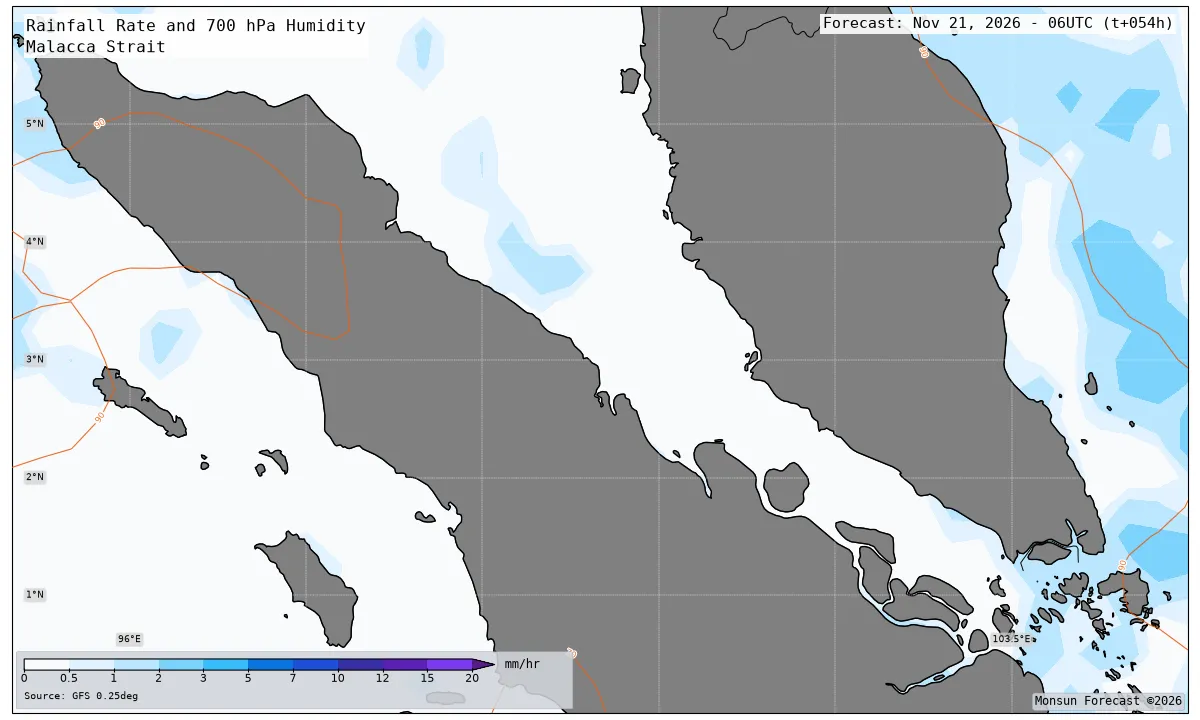 Rainfall Rate and 700 hPa Humidity
Malacca Strait
Forecast: Nov 21, 2026 - 06UTC (t+054h)
90
5°N
4°N
3°N
90
2°N
90
1°N
96°E
103.5°E
mm/hr
0 0.5 1 2 3 5 7 10 12 15 20
Source: GFS 0.25deg
Monsun Forecast ©2026